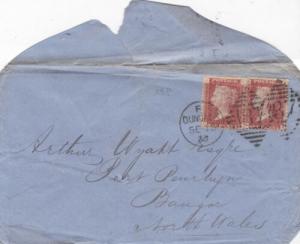 Arthur Wyatt Esqre
Port Penrhyn
Bangor
North Wales